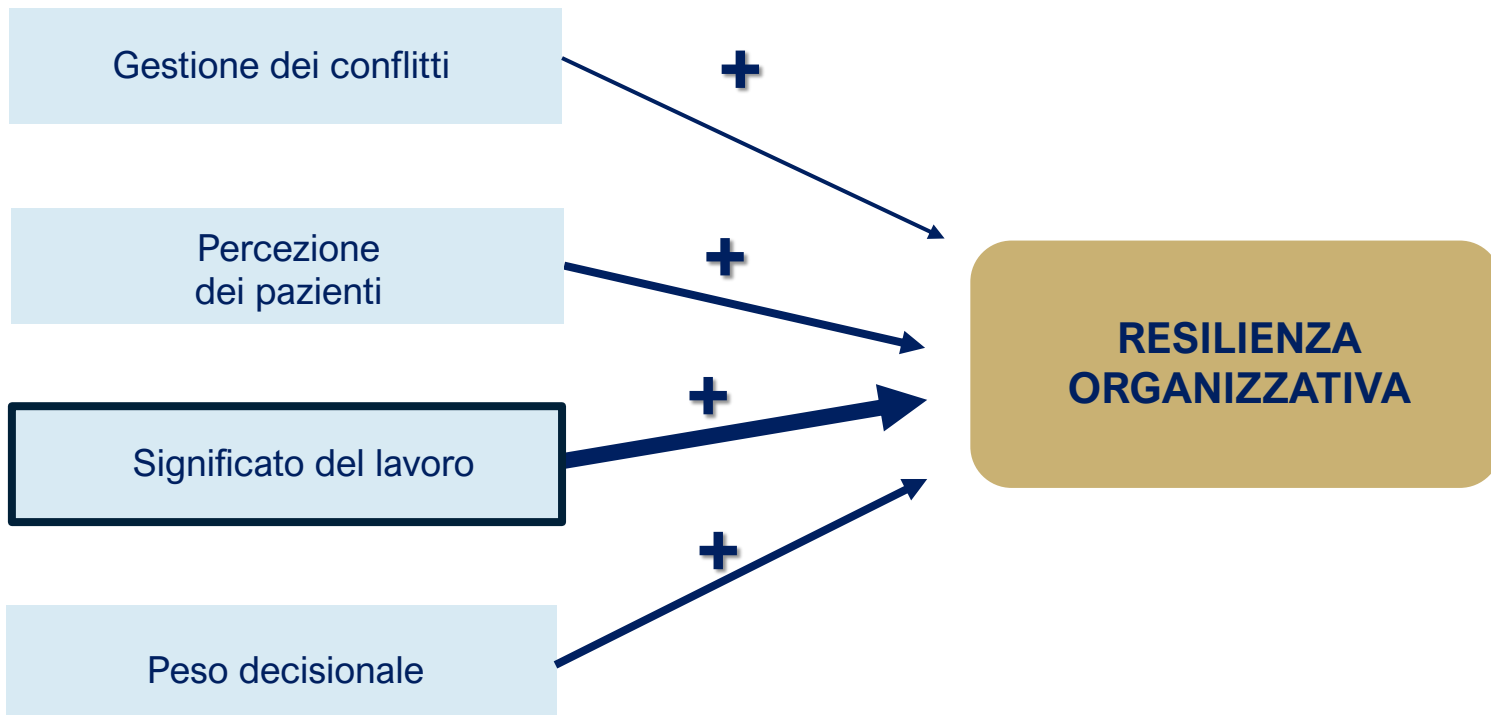 Gestione dei conflitti
+
Percezione
dei pazienti
+
Significato del lavoro
+
Peso decisionale
+
RESILIENZA
ORGANIZZATIVA